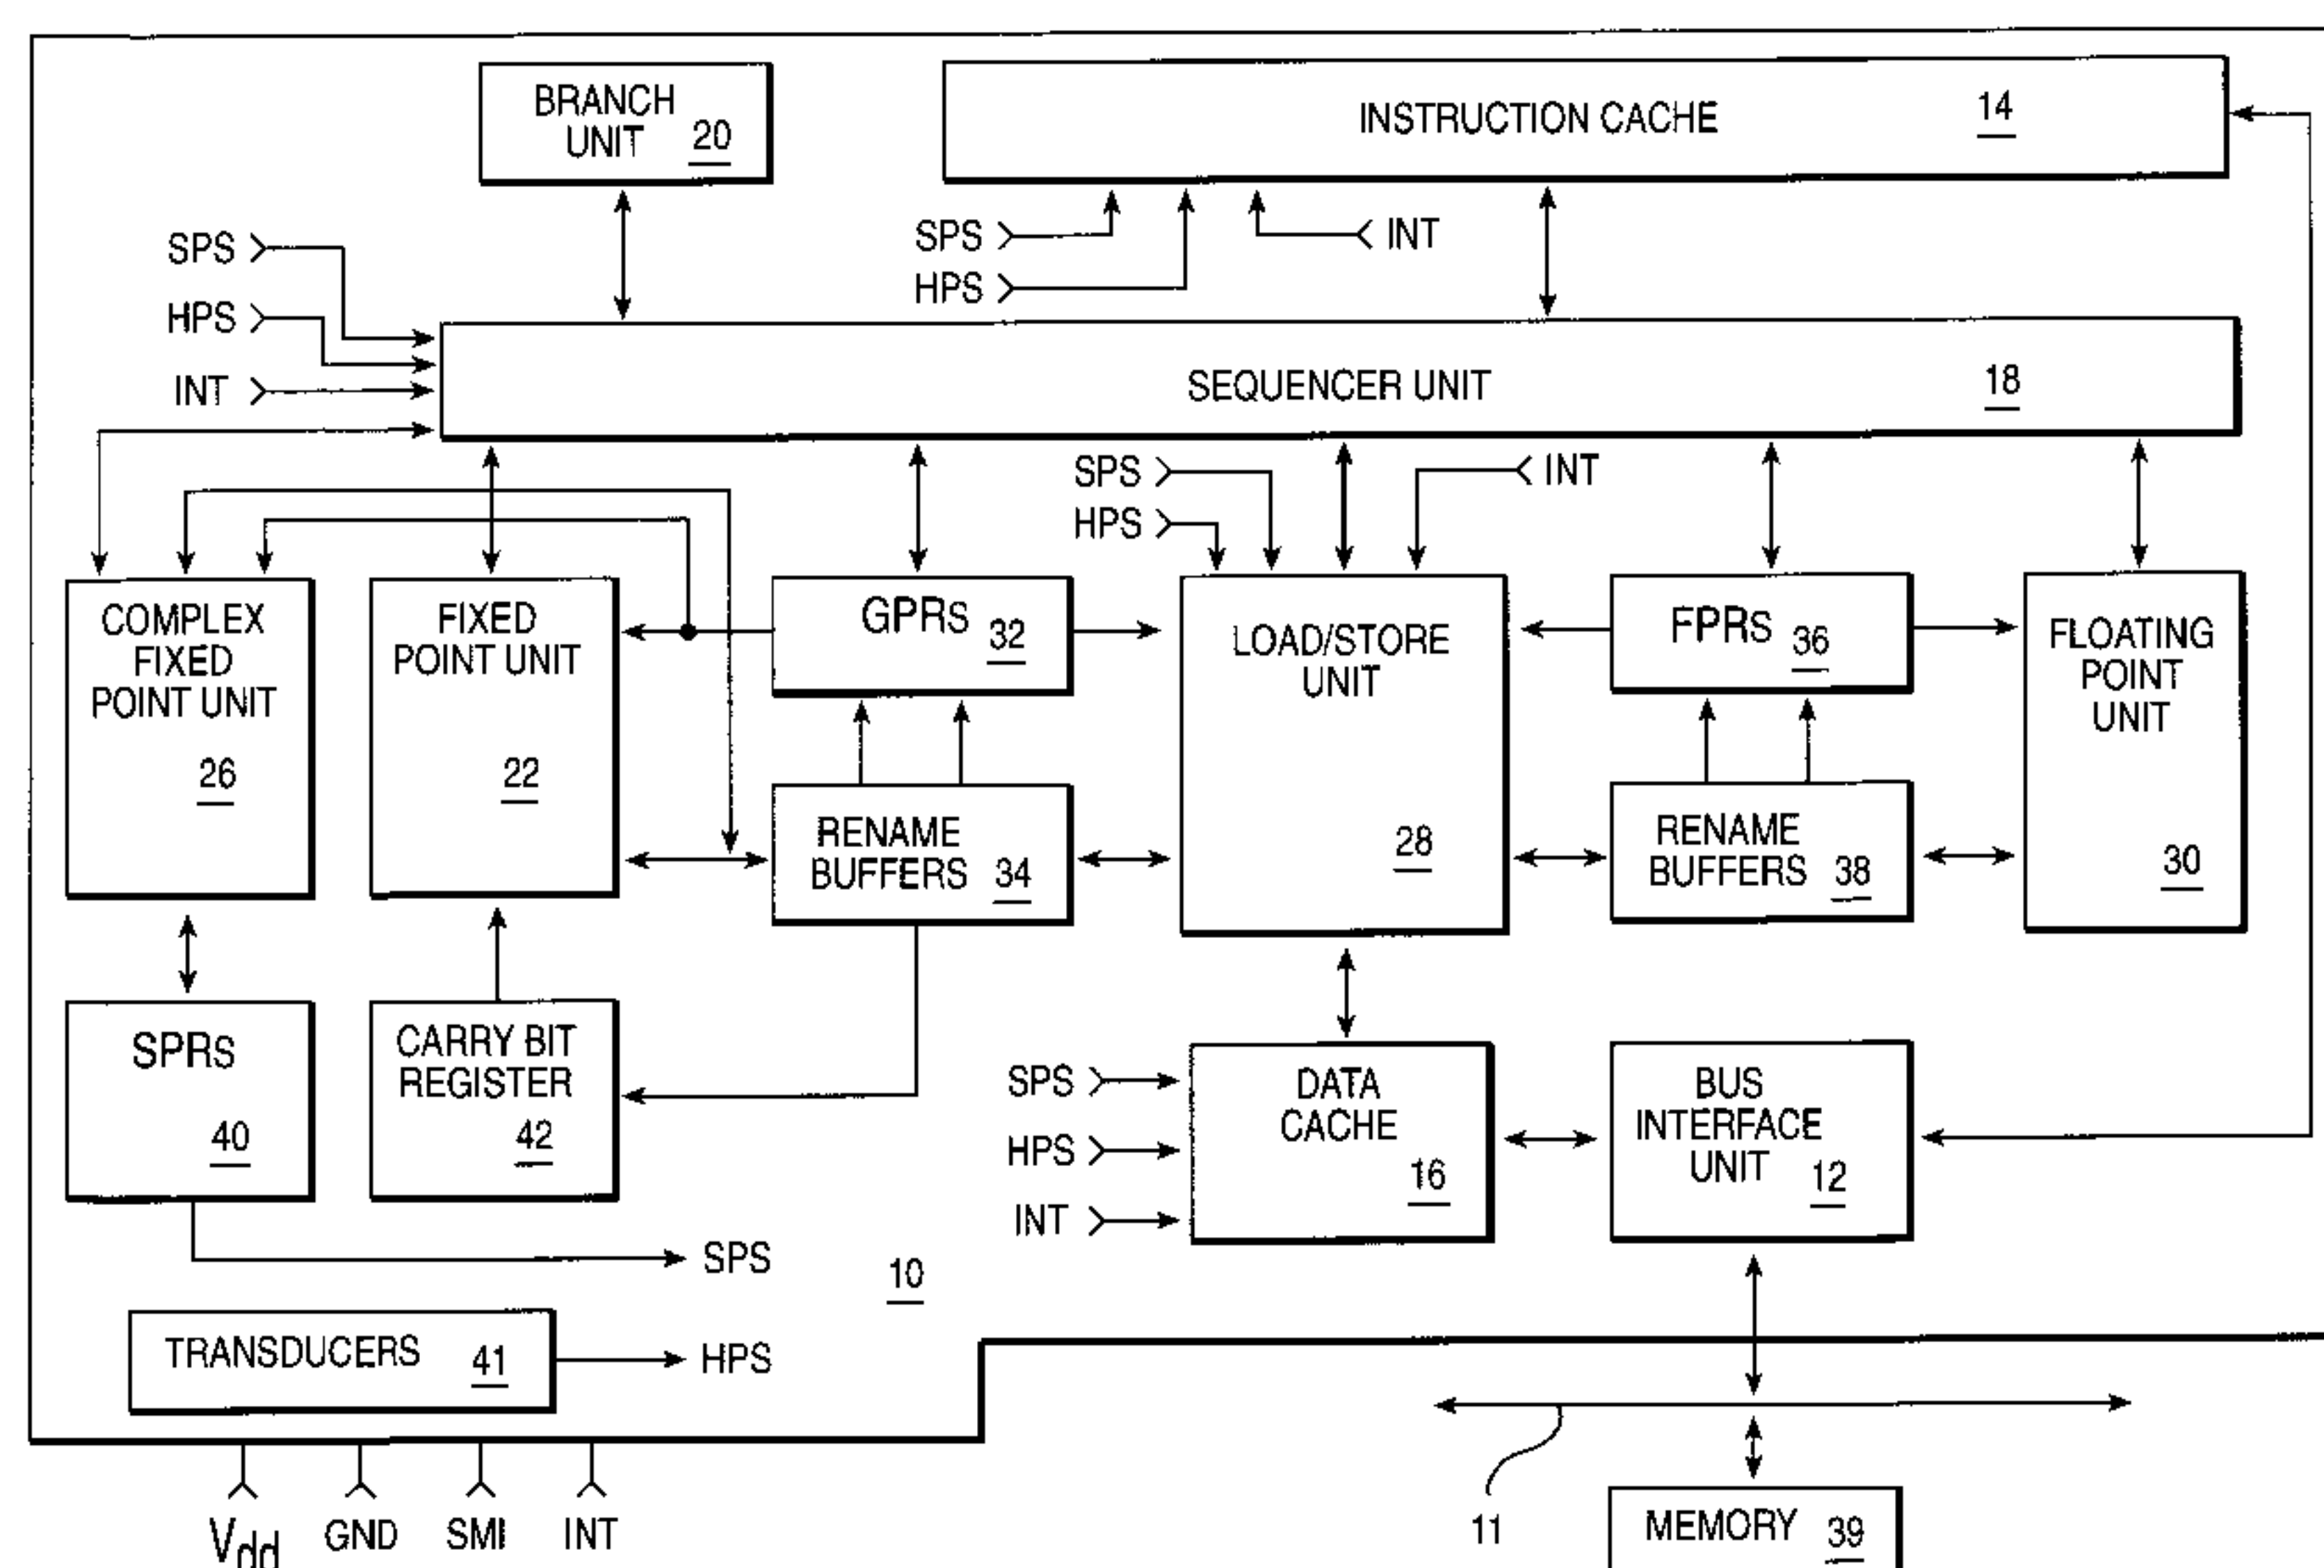 BRANCH
UNIT 20
INSTRUCTION CACHE 14
SPS
HPS
INT
SPS
HPS
INT
SEQUENCER UNIT 18
SPS
HPS
INT
COMPLEX
FIXED
POINT UNIT
26
FIXED
POINT UNIT
22
GPRs 32
LOAD/STORE
UNIT
28
FPRs 36
FLOATING
POINT
UNIT
30
RENAME
BUFFERS 34
RENAME
BUFFERS 38
SPRs
40
CARRY BIT
REGISTER
42
SPS
HPS
INT
DATA
CACHE
16
BUS
INTERFACE
UNIT 12
SPS
10
TRANSDUCERS 41
HPS
Vdd GND SMI INT
11
MEMORY 39